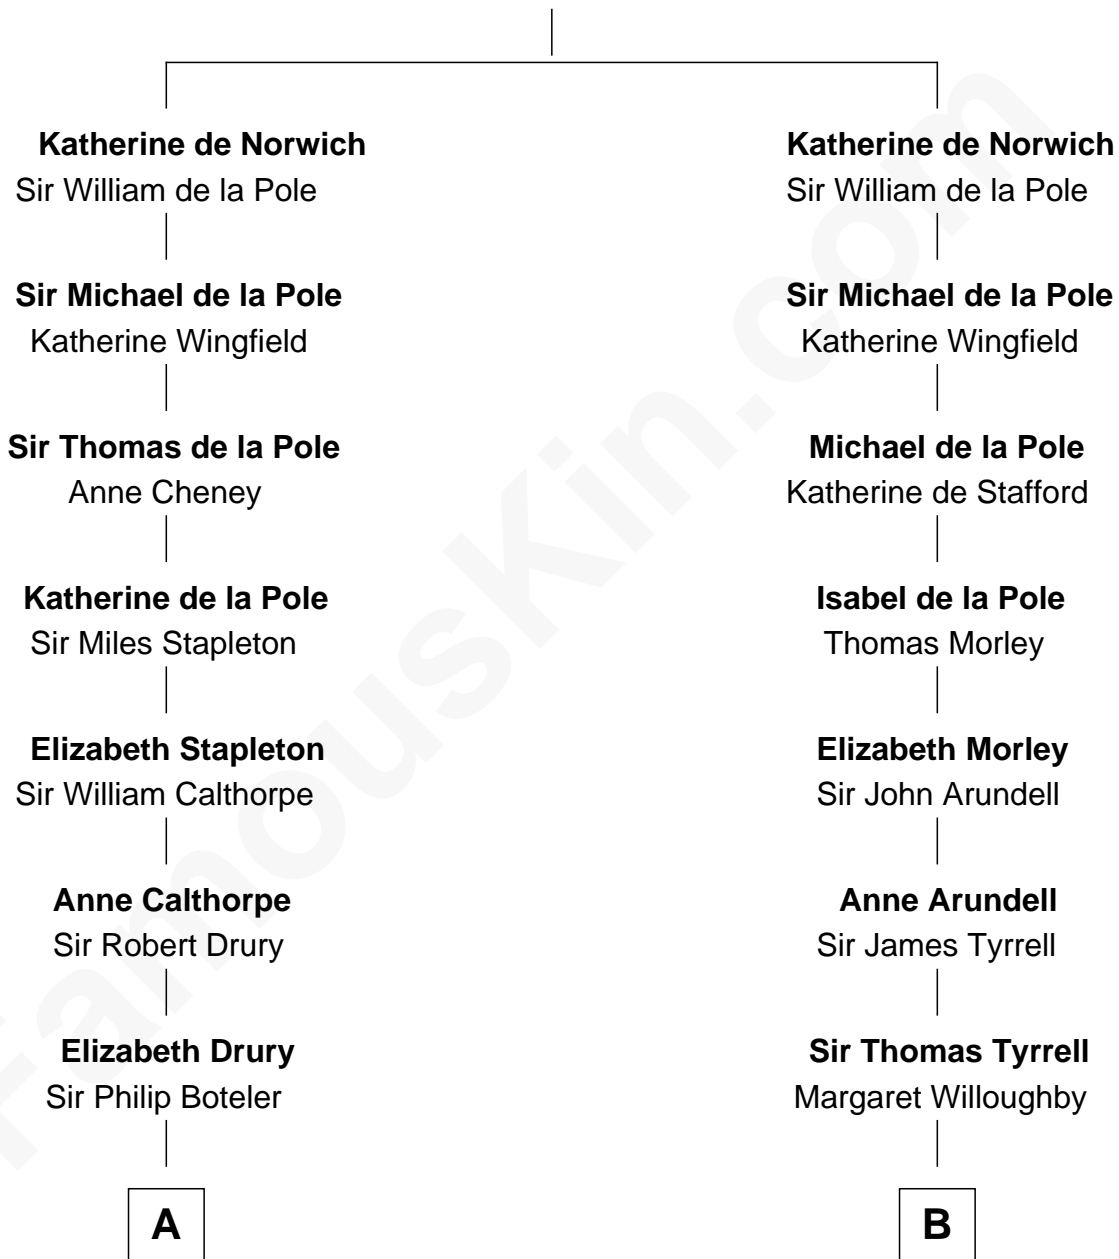 Katherine de Norwich
Sir William de la Pole
Sir Michael de la Pole
Katherine Wingfield
Sir Thomas de la Pole
Anne Cheney
Katherine de la Pole
Sir Miles Stapleton
Elizabeth Stapleton
Sir William Calthorpe
Anne Calthorpe
Sir Robert Drury
Elizabeth Drury
Sir Philip Boteler
A
Katherine de Norwich
Sir William de la Pole
Sir Michael de la Pole
Katherine Wingfield
Michael de la Pole
Katherine de Stafford
Isabel de la Pole
Thomas Morley
Elizabeth Morley
Sir John Arundell
Anne Arundell
Sir James Tyrrell
Sir Thomas Tyrrell
Margaret Willoughby
B
FamousKin.com